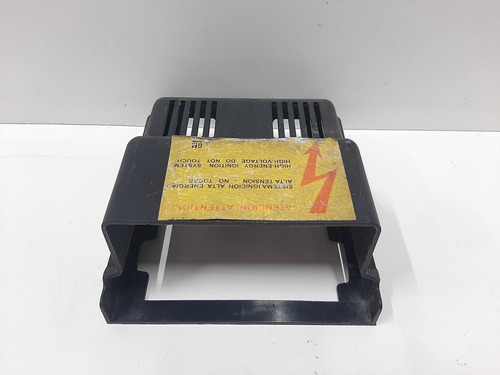 ¡ATENCION! ATTENTION
ALTA TENSION NO TOCAR
SISTEMA IGNICION ALTA ENERGIA
HIGH-VOLTAGE DO NOT TOUCH
HIGH-ENERGY IGNITION SYSTEM